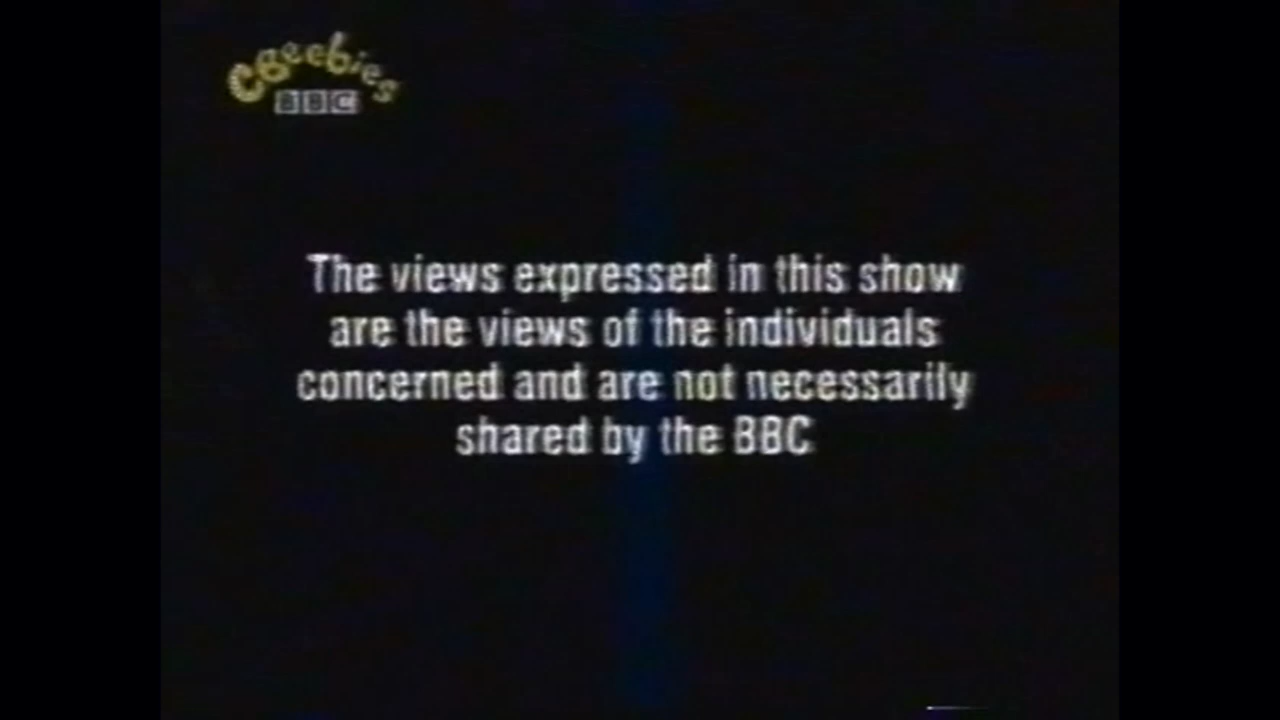 CBeebies
BBC
The views expressed in this show
are the views of the individuals
concerned and are not necessarily
shared by the BBC